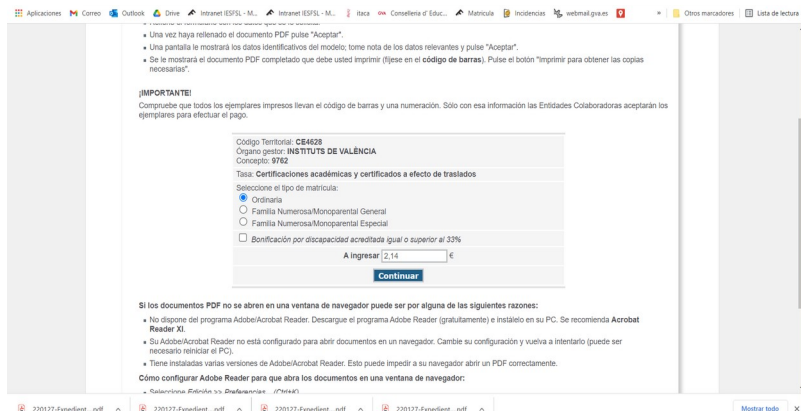 Aplicaciones Correo Outlook Drive Intranet IESFSL - M... Intranet IESFSL - M... itaca Conselleria d' Educ... Matricula Incidencias webmail.gva.es » Otros marcadores Lista de lectura
Una vez haya rellenado el documento PDF pulse "Aceptar".
Una pantalla le mostrará los datos identificativos del modelo; tome nota de los datos relevantes y pulse "Aceptar".
Se le mostrará el documento PDF completado que debe usted imprimir (fíjese en el código de barras). Pulse el botón "Imprimir para obtener las copias
necesarias".
¡IMPORTANTE!
Compruebe que todos los ejemplares impresos llevan el código de barras y una numeración. Sólo con esa información las Entidades Colaboradoras aceptarán los
ejemplares para efectuar el pago.
Código Territorial: CE4628
Órgano gestor: INSTITUTS DE VALÈNCIA
Concepto: 9762
Tasa: Certificaciones académicas y certificados a efecto de traslados
Seleccione el tipo de matrícula:
Ordinaria
Familia Numerosa/Monoparental General
Familia Numerosa/Monoparental Especial
Bonificación por discapacidad acreditada igual o superior al 33%
A ingresar 2,14 €
Continuar
Si los documentos PDF no se abren en una ventana de navegador puede ser por alguna de las siguientes razones:
No dispone del programa Adobe/Acrobat Reader. Descargue el programa Adobe Reader (gratuitamente) e instálelo en su PC. Se recomienda Acrobat
Reader XI.
Su Adobe/Acrobat Reader no está configurado para abrir documentos en un navegador. Cambie su configuración y vuelva a intentarlo (puede ser
necesario reiniciar el PC).
Tiene instaladas varias versiones de Adobe/Acrobat Reader. Esto puede impedir a su navegador abrir un PDF correctamente.
Cómo configurar Adobe Reader para que abra los documentos en una ventana de navegador:
Seleccione Edición >> Preferencias... (Ctrl+K)
220127-Expedient....pdf 220127-Expedient....pdf 220127-Expedient....pdf 220127-Expedient....pdf Mostrar todo